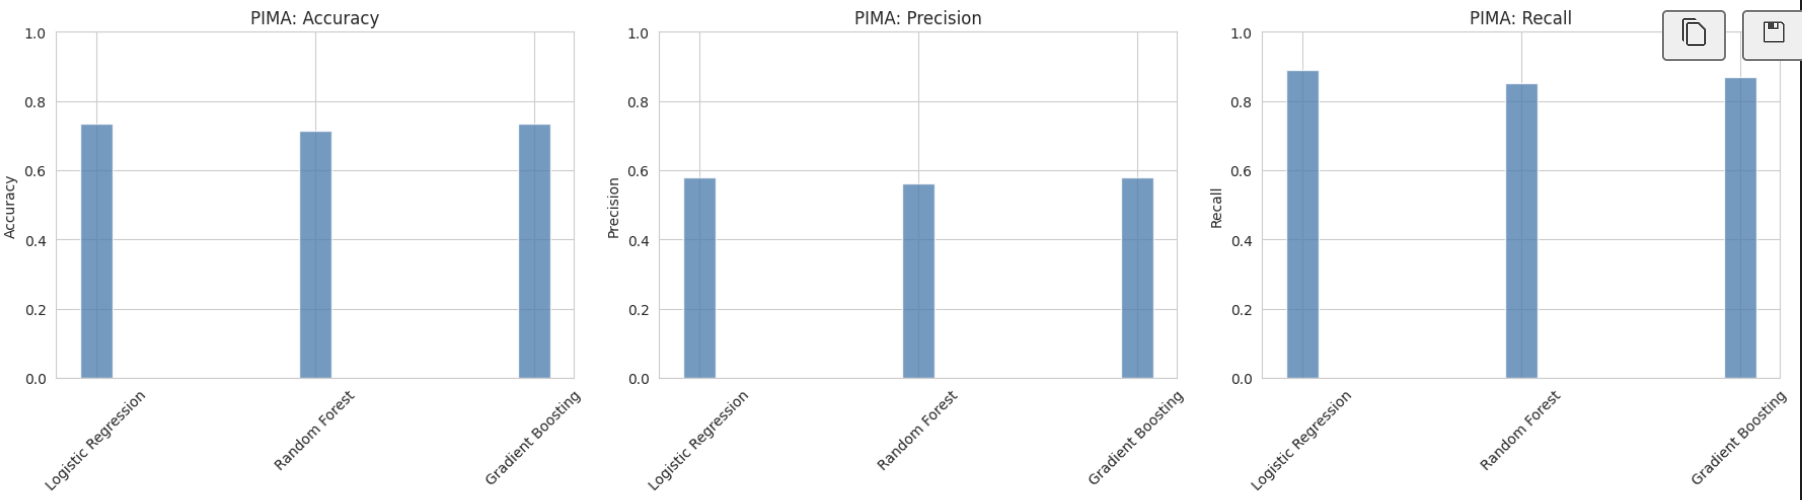 PIMA: Accuracy
1.0
0.8
0.6
0.4
0.2
0.0
Accuracy
Logistic Regression
Random Forest
Gradient Boosting
PIMA: Precision
1.0
0.8
0.6
0.4
0.2
0.0
Precision
Logistic Regression
Random Forest
Gradient Boosting
PIMA: Recall
1.0
0.8
0.6
0.4
0.2
0.0
Recall
Logistic Regression
Random Forest
Gradient Boosting